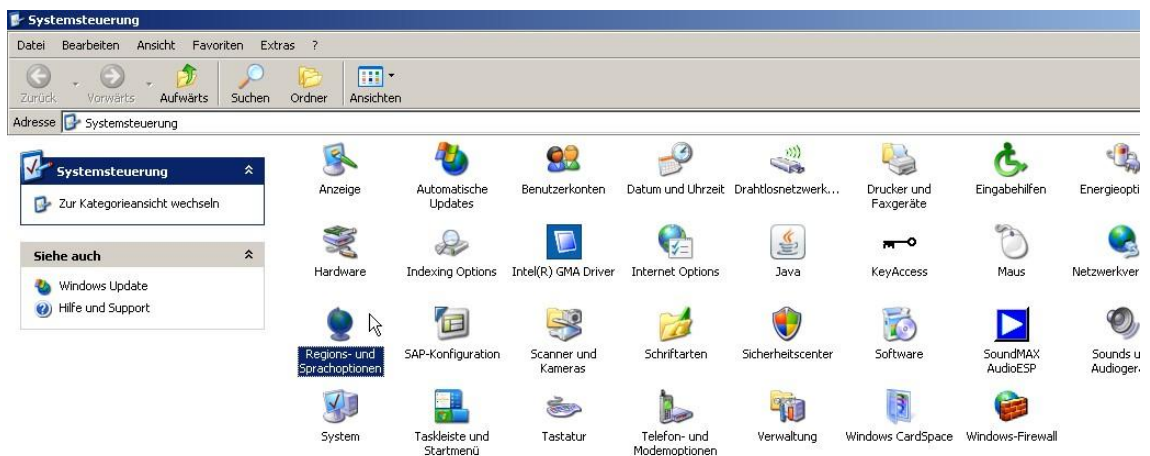 Systemsteuerung
Datei Bearbeiten Ansicht Favoriten Extras ?
Zurück Vorwärts Aufwärts Suchen Ordner Ansichten
Adresse Systemsteuerung
Systemsteuerung
Zur Kategorieansicht wechseln
Siehe auch
Windows Update
Hilfe und Support
Anzeige
Automatische
Updates
Benutzerkonten
Datum und Uhrzeit
Drahtlosnetzwerk...
Drucker und
Faxgeräte
Eingabehilfen
Energieopti
Hardware
Indexing Options
Intel(R) GMA Driver
Internet Options
Java
KeyAccess
Maus
Netzwerkver
Regions- und
Sprachoptionen
SAP-Konfiguration
Scanner und
Kameras
Schriftarten
Sicherheitscenter
Software
SoundMAX
AudioESP
Sounds u
Audioger
System
Taskleiste und
Startmenü
Tastatur
Telefon- und
Modemoptionen
Verwaltung
Windows CardSpace
Windows-Firewall